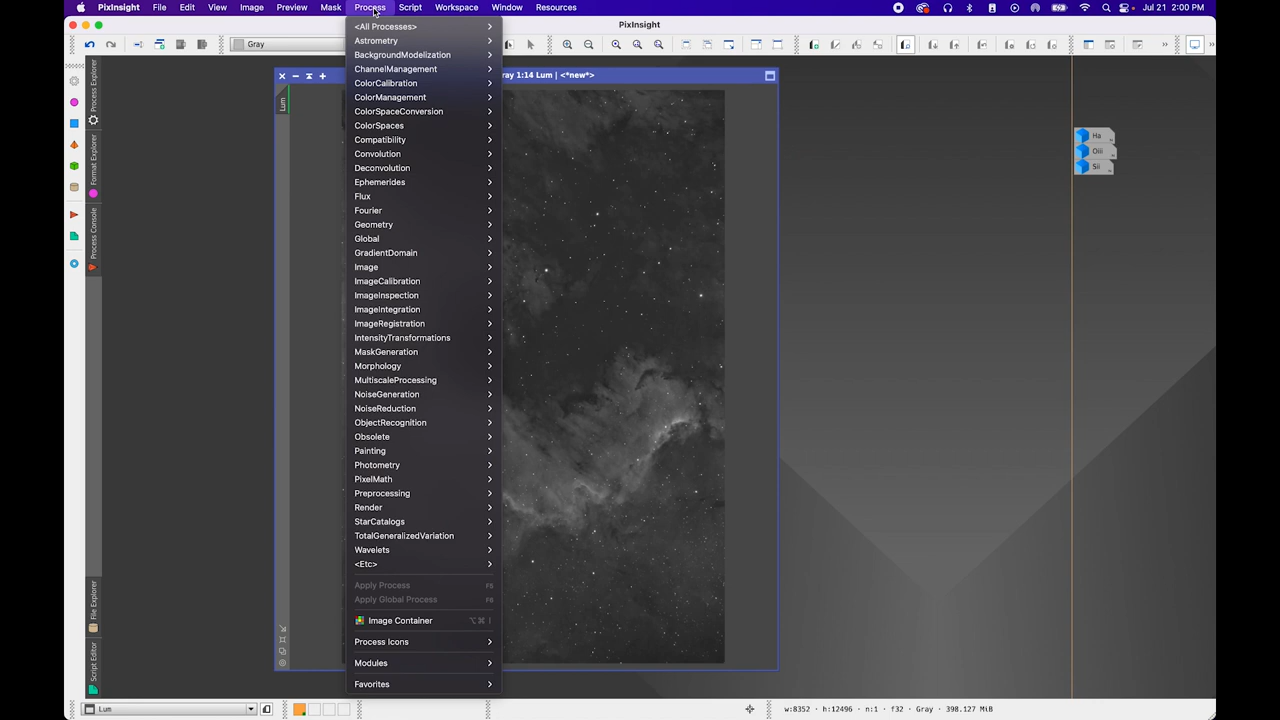 PixInsight File Edit View Image Preview Mask Process Script Workspace Window Resources Jul 21 2:00 PM
PixInsight
Gray
ray 1:14 Lum | <*new*>
Lum
Process Explorer
Format Explorer
Process Console
File Explorer
Script Editor
<All Processes>
Astrometry
BackgroundModelization
ChannelManagement
ColorCalibration
ColorManagement
ColorSpaceConversion
ColorSpaces
Compatibility
Convolution
Deconvolution
Ephemerides
Flux
Fourier
Geometry
Global
GradientDomain
Image
ImageCalibration
ImageInspection
ImageIntegration
ImageRegistration
IntensityTransformations
MaskGeneration
Morphology
MultiscaleProcessing
NoiseGeneration
NoiseReduction
ObjectRecognition
Obsolete
Painting
Photometry
PixelMath
Preprocessing
Render
StarCatalogs
TotalGeneralizedVariation
Wavelets
<Etc>
Apply Process F5
Apply Global Process F6
Image Container ⌥⌘ I
Process Icons
Modules
Favorites
Ha
Oiii
Sii
Lum
w:8352 · h:12496 · n:1 · f32 · Gray · 398.127 MiB